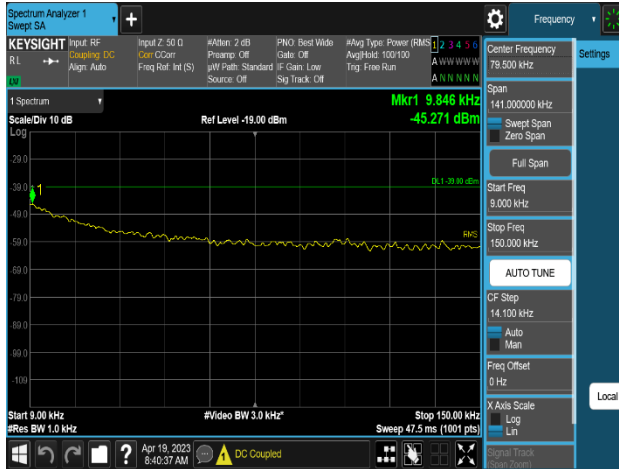 Spectrum Analyzer 1
Swept SA
Frequency
KEYSIGHT
R L
Input: RF
Coupling: DC
Align: Auto
Input Z: 50 Ω
Corr CCorr
Freq Ref: Int (S)
#Atten: 2 dB
Preamp: Off
µW Path: Standard
Source: Off
PNO: Best Wide
Gate: Off
IF Gain: Low
Sig Track: Off
#Avg Type: Power (RMS
Avg|Hold: 100/100
Trig: Free Run
1 2 3 4 5 6
A W W W W W
A N N N N N
1 Spectrum
Scale/Div 10 dB
Log
Ref Level -19.00 dBm
Mkr1 9.846 kHz
-45.271 dBm
-29.0
-39.0
-49.0
-59.0
-69.0
-79.0
-89.0
-99.0
-109
1
DL1 -39.00 dBm
RMS
Start 9.00 kHz
#Res BW 1.0 kHz
#Video BW 3.0 kHz*
Stop 150.00 kHz
Sweep 47.5 ms (1001 pts)
Center Frequency
79.500 kHz
Settings
Span
141.000000 kHz
Swept Span
Zero Span
Full Span
Start Freq
9.000 kHz
Stop Freq
150.000 kHz
AUTO TUNE
CF Step
14.100 kHz
Auto
Man
Freq Offset
0 Hz
X Axis Scale
Log
Lin
Local
Signal Track
(Span Zoom)
?
Apr 19, 2023
8:40:37 AM
DC Coupled